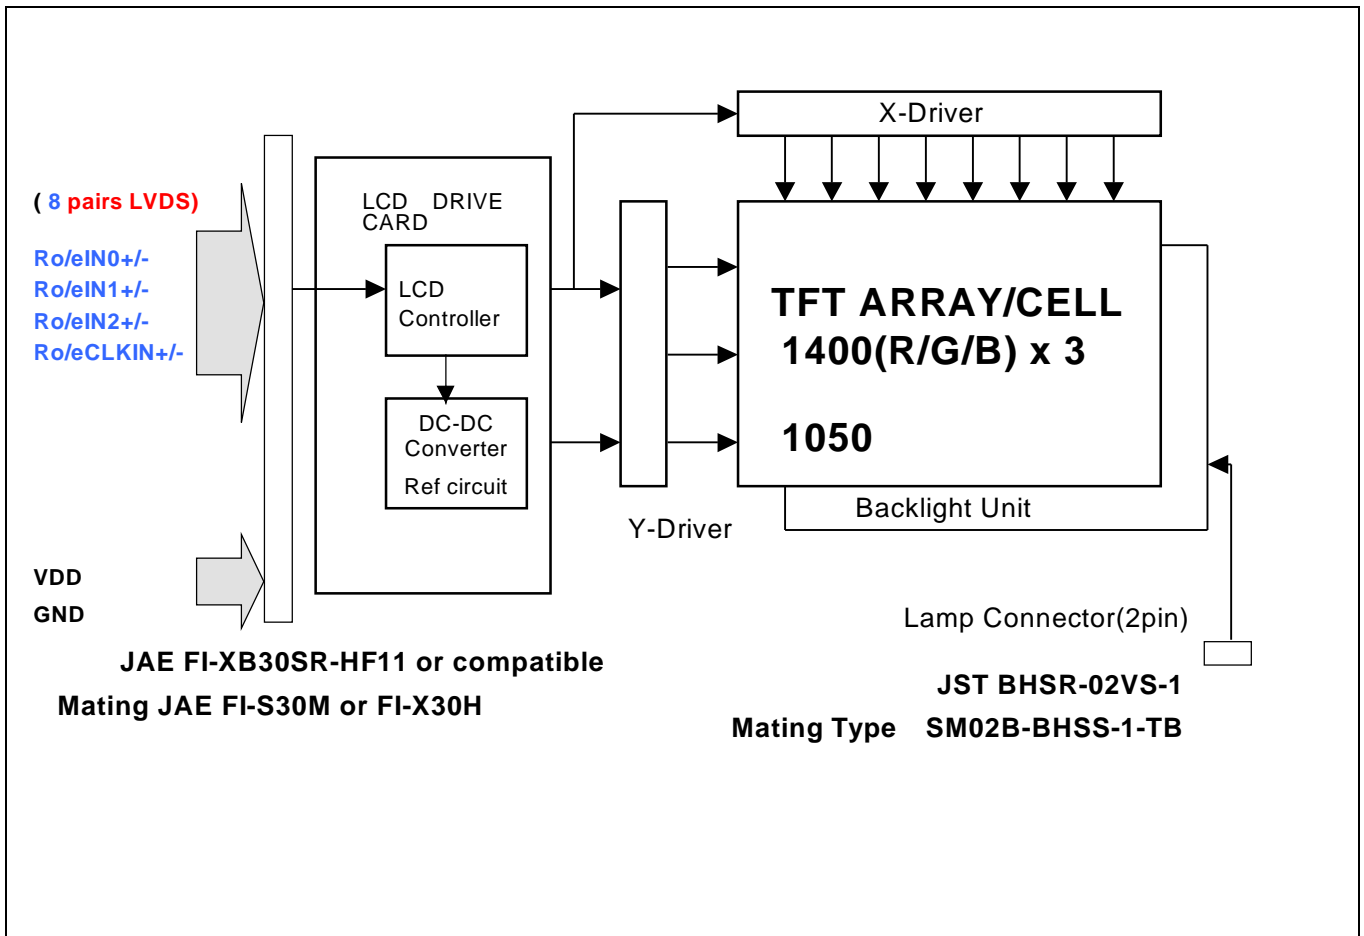 X-Driver
( 8 pairs LVDS)
Ro/eIN0+/-
Ro/eIN1+/-
Ro/eIN2+/-
Ro/eCLKIN+/-
LCD DRIVE
CARD
LCD
Controller
DC-DC
Converter
Ref circuit
TFT ARRAY/CELL
1400(R/G/B) x 3
1050
Backlight Unit
Y-Driver
VDD
GND
Lamp Connector(2pin)
JAE FI-XB30SR-HF11 or compatible
Mating JAE FI-S30M or FI-X30H
JST BHSR-02VS-1
Mating Type SM02B-BHSS-1-TB